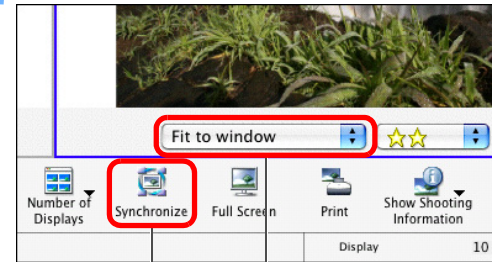 Fit to window
Number of Displays
Synchronize
Full Screen
Print
Show Shooting Information
Display 10